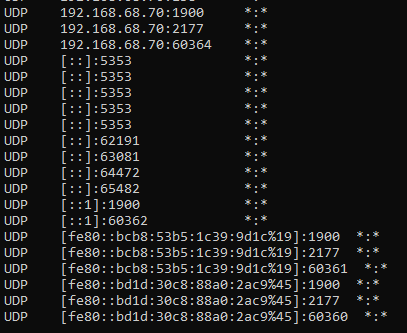 UDP 192.168.68.70:1900 *:*
UDP 192.168.68.70:2177 *:*
UDP 192.168.68.70:60364 *:*
UDP [::]:5353 *:*
UDP [::]:5353 *:*
UDP [::]:5353 *:*
UDP [::]:5353 *:*
UDP [::]:5353 *:*
UDP [::]:62191 *:*
UDP [::]:63081 *:*
UDP [::]:64472 *:*
UDP [::]:65482 *:*
UDP [::1]:1900 *:*
UDP [::1]:60362 *:*
UDP [fe80::bcb8:53b5:1c39:9d1c%19]:1900 *:*
UDP [fe80::bcb8:53b5:1c39:9d1c%19]:2177 *:*
UDP [fe80::bcb8:53b5:1c39:9d1c%19]:60361 *:*
UDP [fe80::bd1d:30c8:88a0:2ac9%45]:1900 *:*
UDP [fe80::bd1d:30c8:88a0:2ac9%45]:2177 *:*
UDP [fe80::bd1d:30c8:88a0:2ac9%45]:60360 *:*